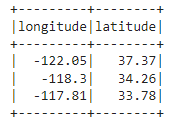 +---------+--------+
|longitude|latitude|
+---------+--------+
|  -122.05|   37.37|
|   -118.3|   34.26|
|  -117.81|   33.78|
+---------+--------+